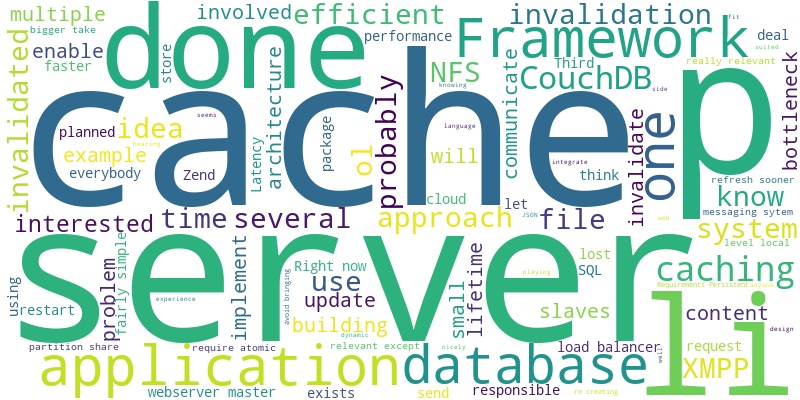 multiple
bigger take
involved
efficient
invalidation
fit
enable
faster
store
done
performance
Framework
Third
suited
deal
really relevant
bottleneck
NFS
CouchDB
knowing
side
invalidated
cache
p
planned
idea
seems
example
hearing
everybody
Zend
Latency
architecture
package
ol
probably
will
communicate
language
integrate
think
invalidate
one
refresh sooner
know
messaging sytem
cloud
let
JSON
interested
time
several
approach
file
system
level local
server
li
using
restart
problem
fairly simple
experience
implement
avoid bringing
Right now
use
update
building
dynamic
small
lifetime
playing
lost
SQL
slaves
caching
Requirements Persistent
anyone
content
design
request
XMPP
well
partition share
require atomic
relevant except
nicely
load balancer
application
database
webserver master
exists
send
responsible
re creating